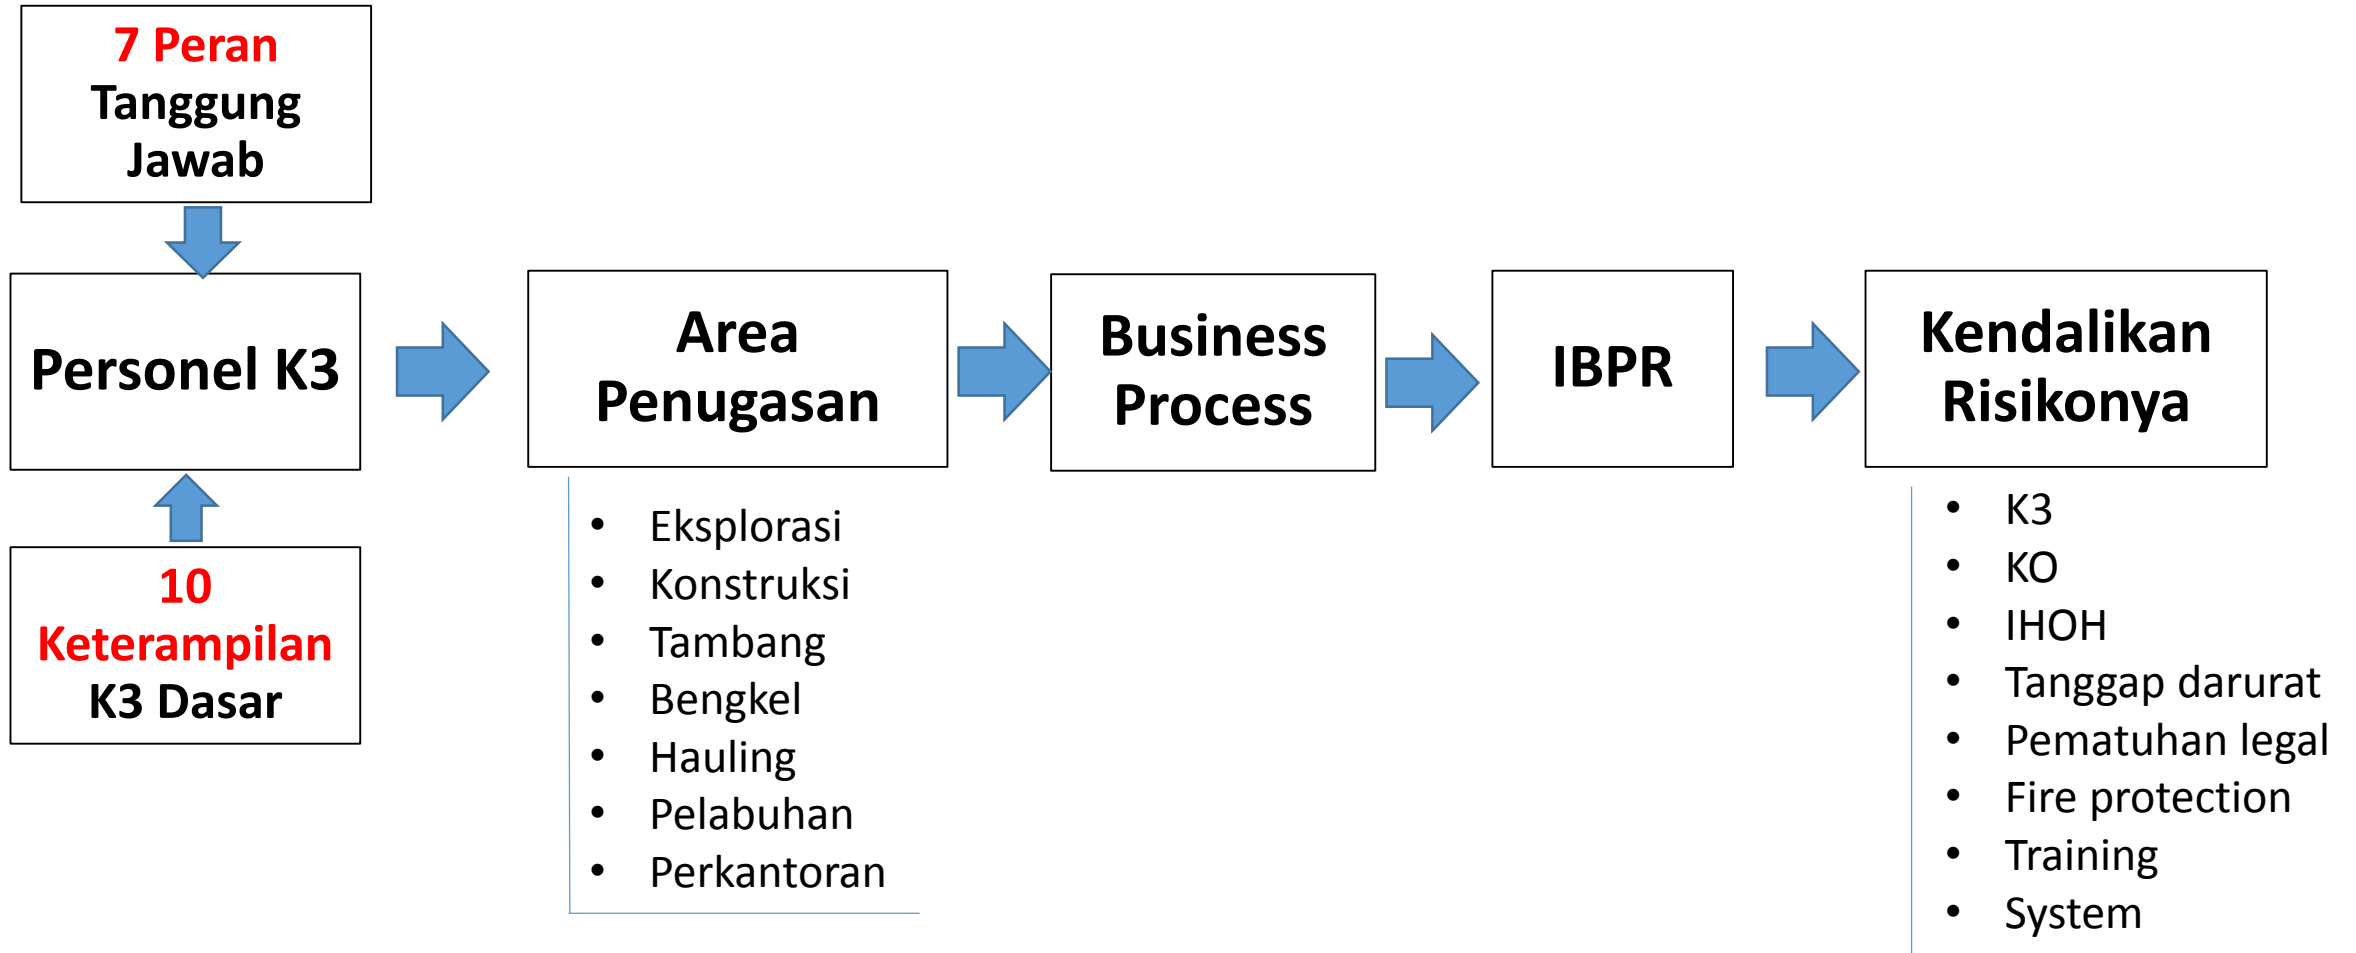 7 Peran
Tanggung
Jawab
Personel K3
10
Keterampilan
K3 Dasar
Area
Penugasan
• Eksplorasi
• Konstruksi
• Tambang
• Bengkel
• Hauling
• Pelabuhan
• Perkantoran
Business
Process
IBPR
Kendalikan
Risikonya
• K3
• KO
• IHOH
• Tanggap darurat
• Pematuhan legal
• Fire protection
• Training
• System